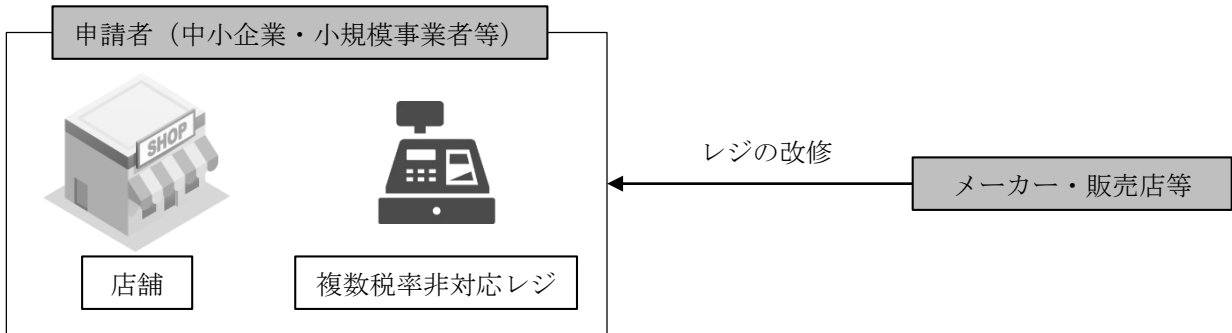 申請者（中小企業・小規模事業者等）
SHOP
レジの改修
メーカー・販売店等
店舗
複数税率非対応レジ